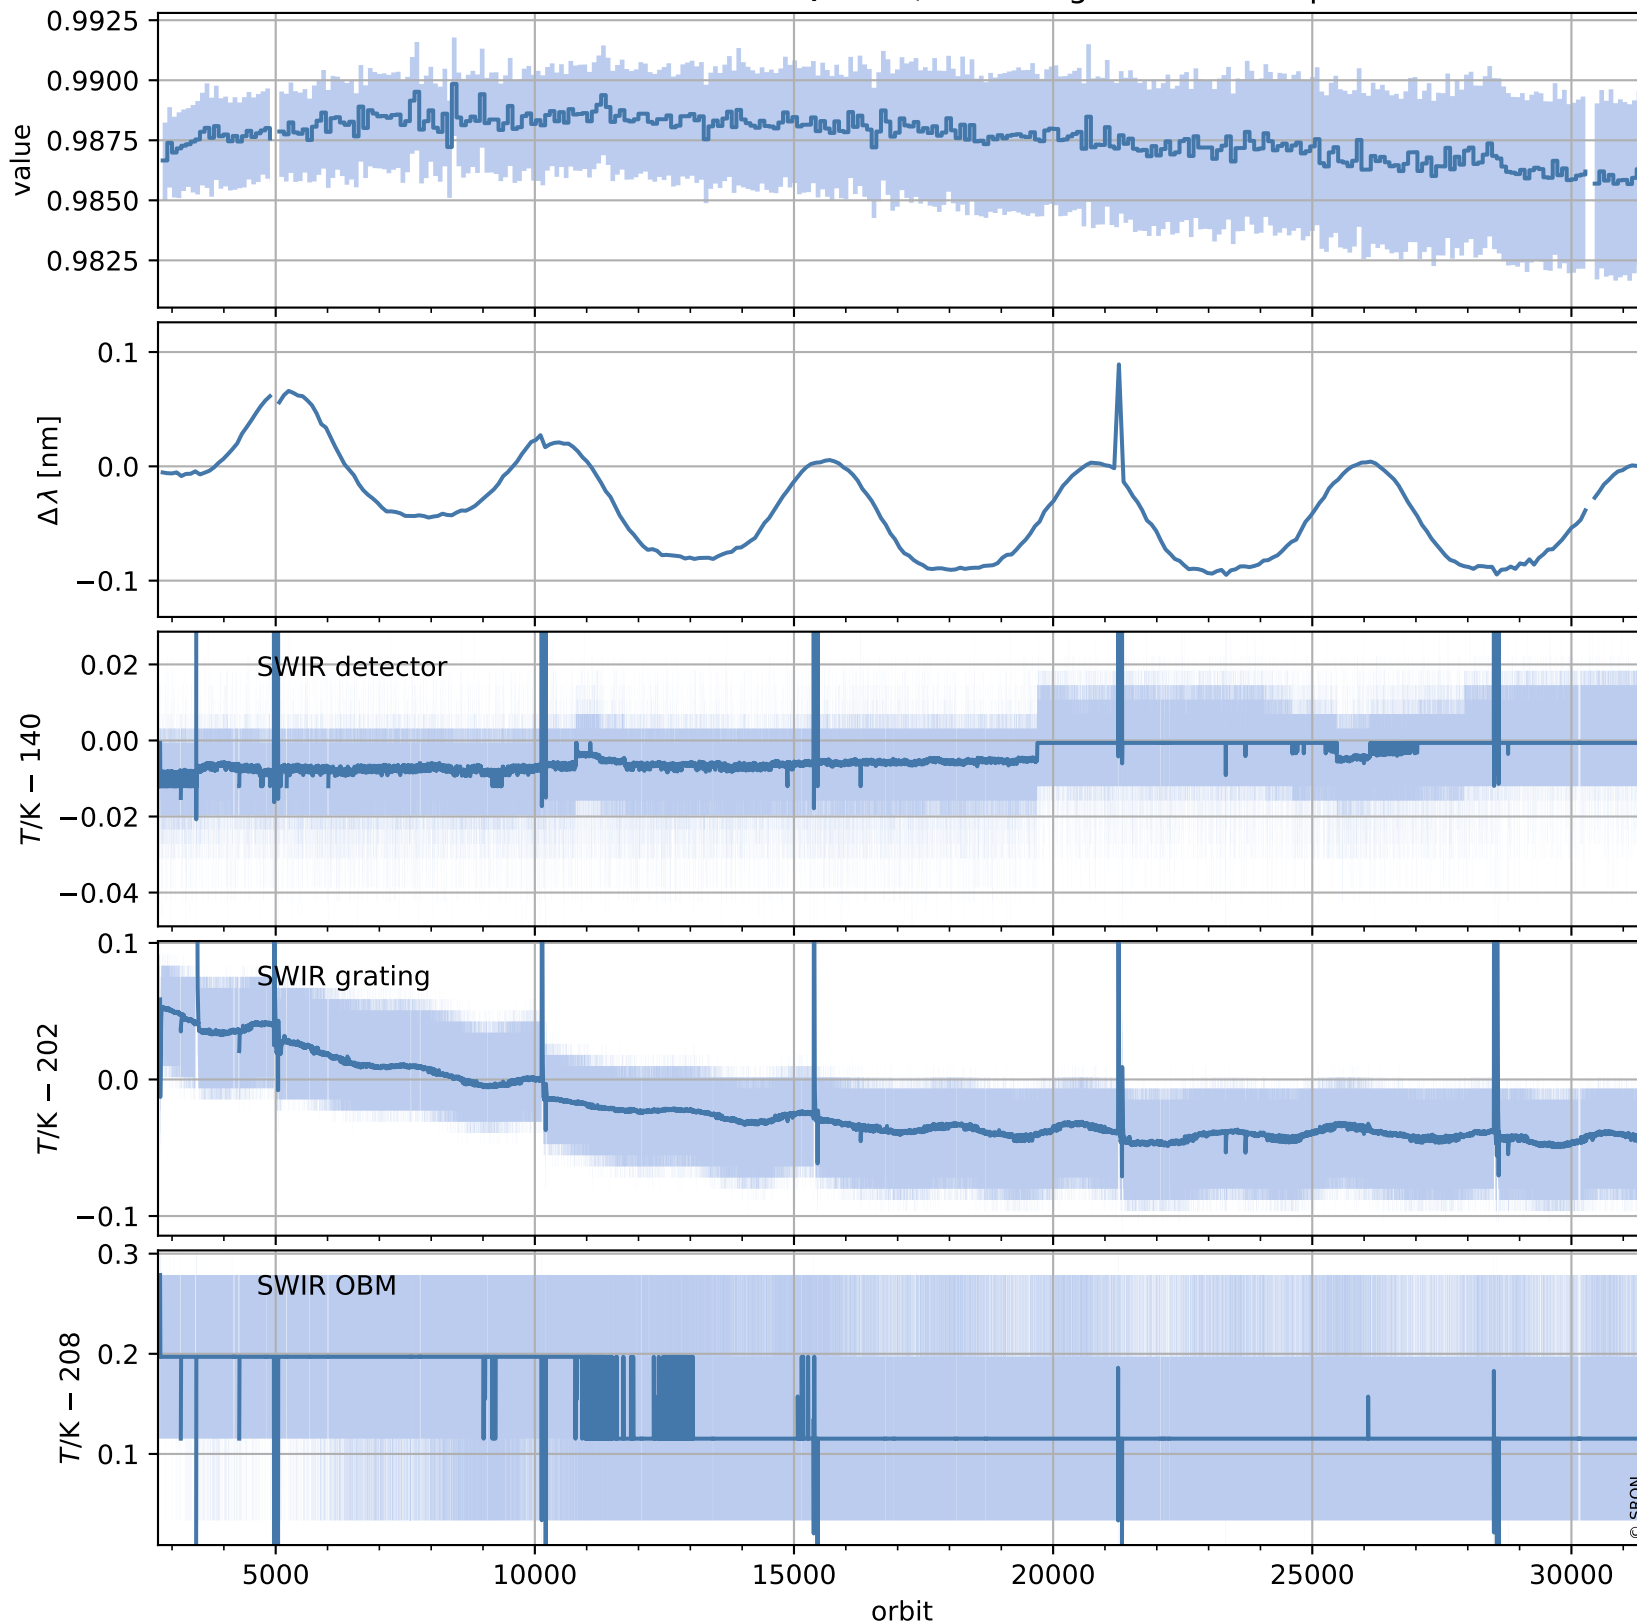 0.9925
0.9900
0.9875
0.9850
0.9825
value
0.1
0.0
−0.1
Δλ [nm]
SWIR detector
0.02
0.00
−0.02
−0.04
T/K − 140
SWIR grating
0.1
0.0
−0.1
T/K − 202
SWIR OBM
0.3
0.2
0.1
T/K − 208
© SRON
5000 10000 15000 20000 25000 30000
orbit